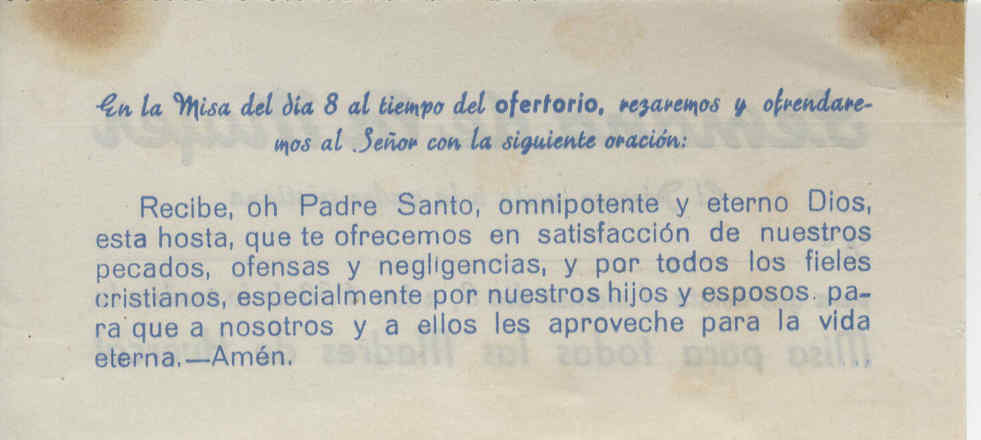 En la Misa del día 8 al tiempo del ofertorio, rezaremos y ofrendare-
mos al Señor con la siguiente oración:
Recibe, oh Padre Santo, omnipotente y eterno Dios,
esta hosta, que te ofrecemos en satisfacción de nuestros
pecados, ofensas y negligencias, y por todos los fieles
cristianos, especialmente por nuestros hijos y esposos. pa-
ra que a nosotros y a ellos les aproveche para la vida
eterna.—Amén.